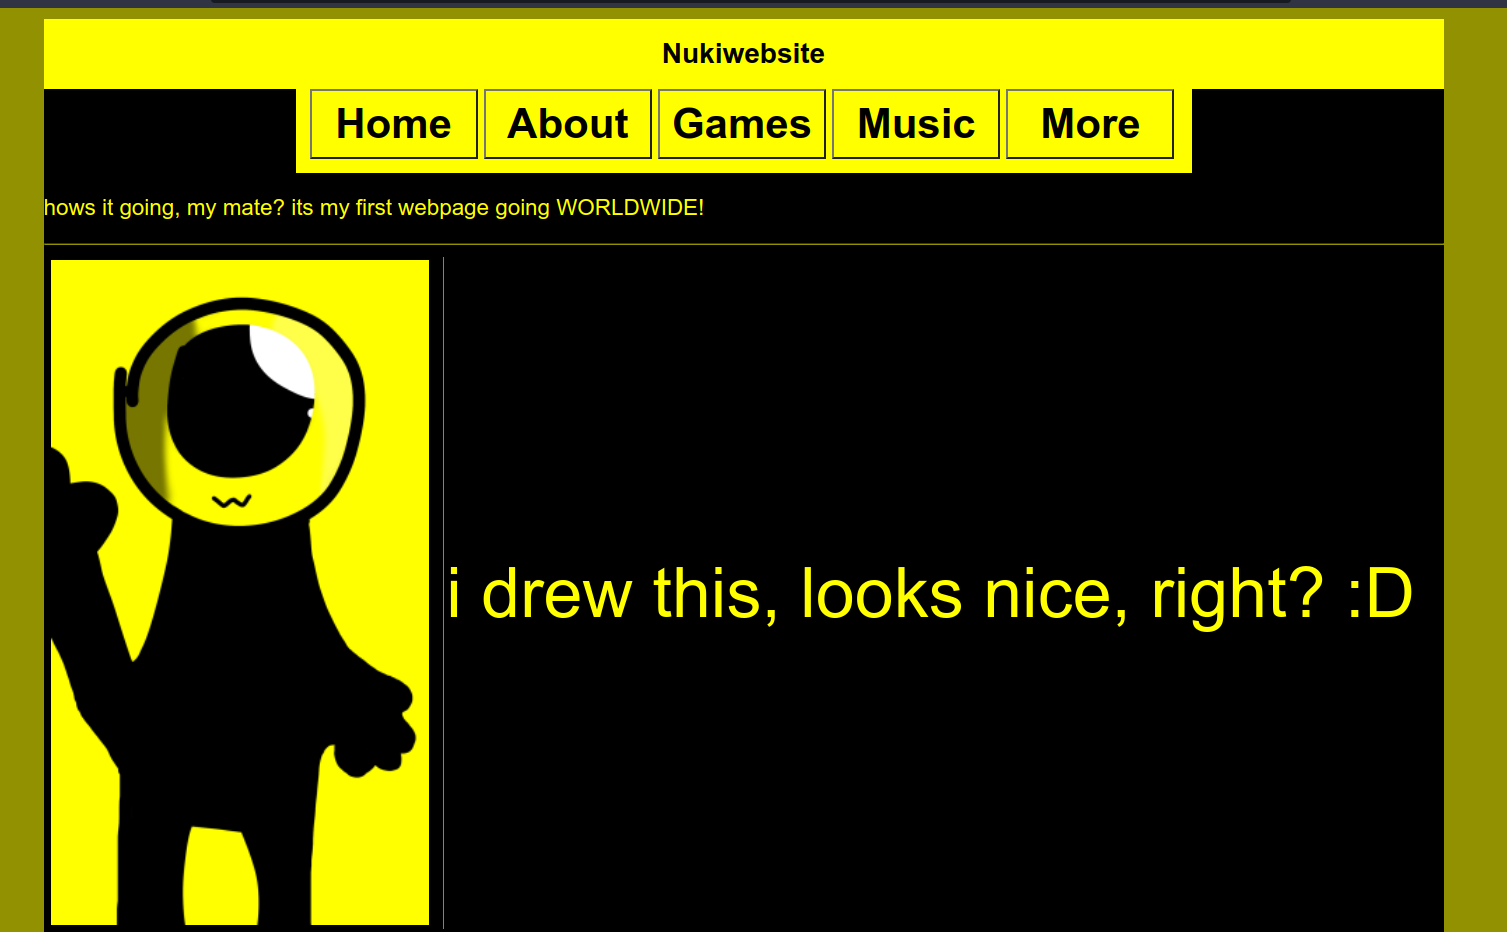 Nukiwebsite
Home About Games Music More
hows it going, my mate? its my first webpage going WORLDWIDE!
i drew this, looks nice, right? :D